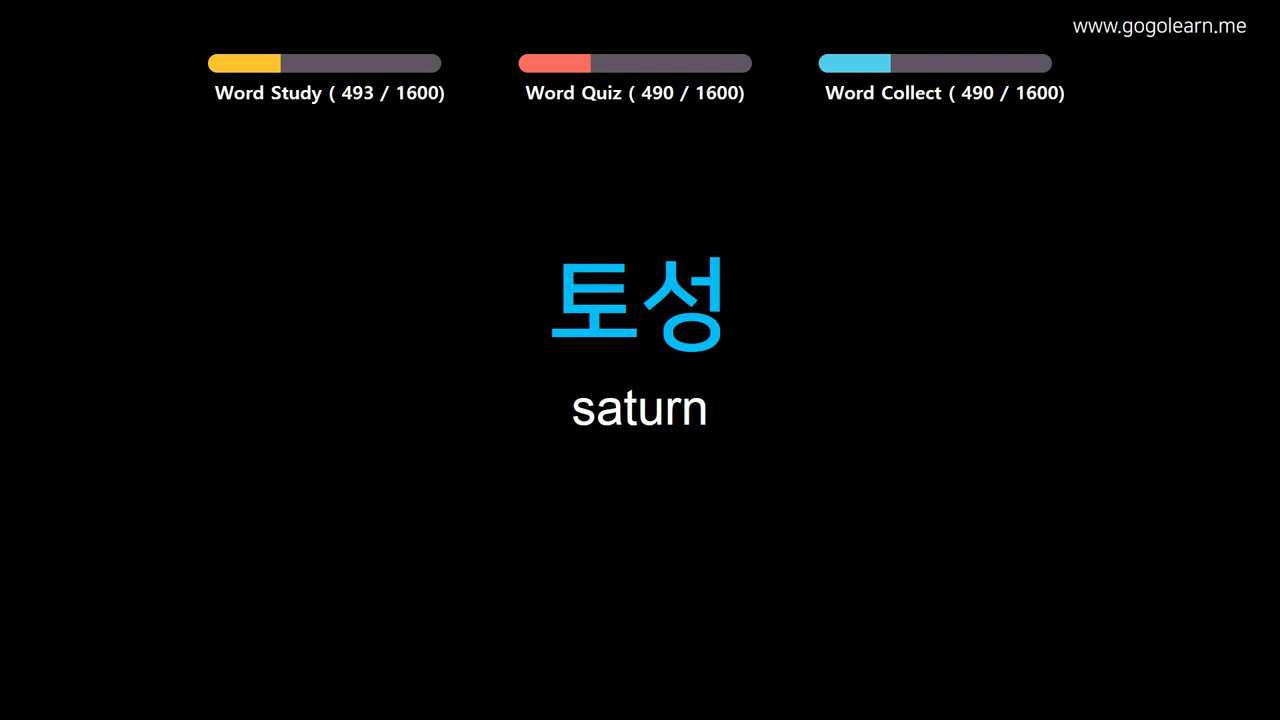 www.gogolearn.me
Word Study ( 493 / 1600)
Word Quiz ( 490 / 1600)
Word Collect ( 490 / 1600)
토성
saturn